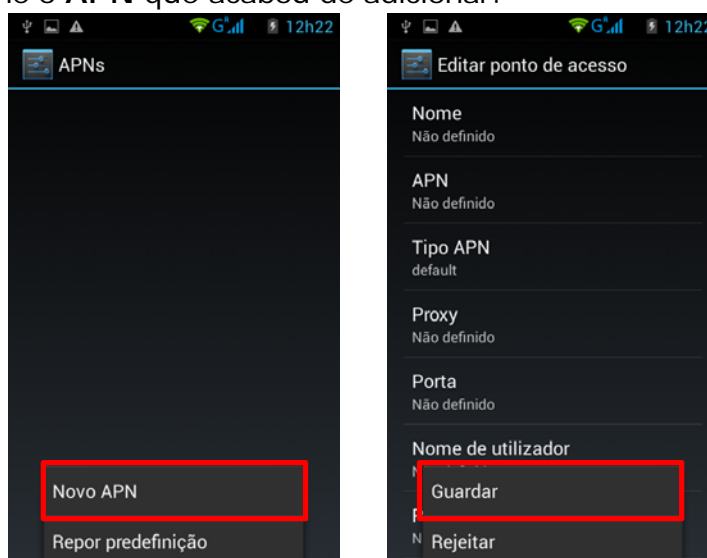 APN que acabou de adicionar.
12h22
APNs
Novo APN
Repor predefinição
12h22
Editar ponto de acesso
Nome
Não definido
APN
Não definido
Tipo APN
default
Proxy
Não definido
Porta
Não definido
Nome de utilizador
Guardar
Rejeitar